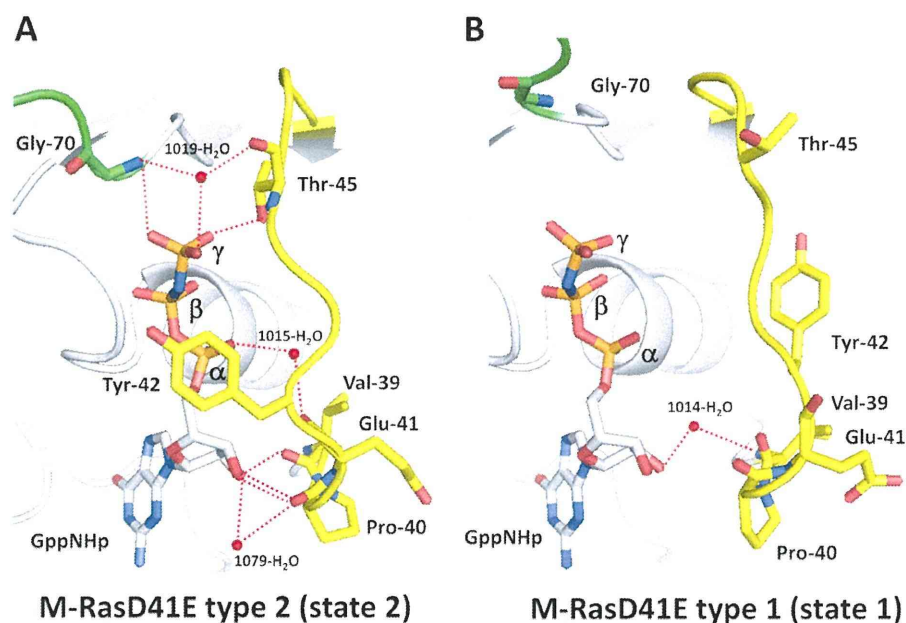 A
Gly-70
1019-H₂O
Thr-45
γ
β
1015-H₂O
α
Tyr-42
Val-39
Glu-41
GppNHp
1079-H₂O
Pro-40
M-RasD41E type 2 (state 2)
B
Gly-70
Thr-45
γ
β
α
Tyr-42
1014-H₂O
Val-39
Glu-41
GppNHp
Pro-40
M-RasD41E type 1 (state 1)